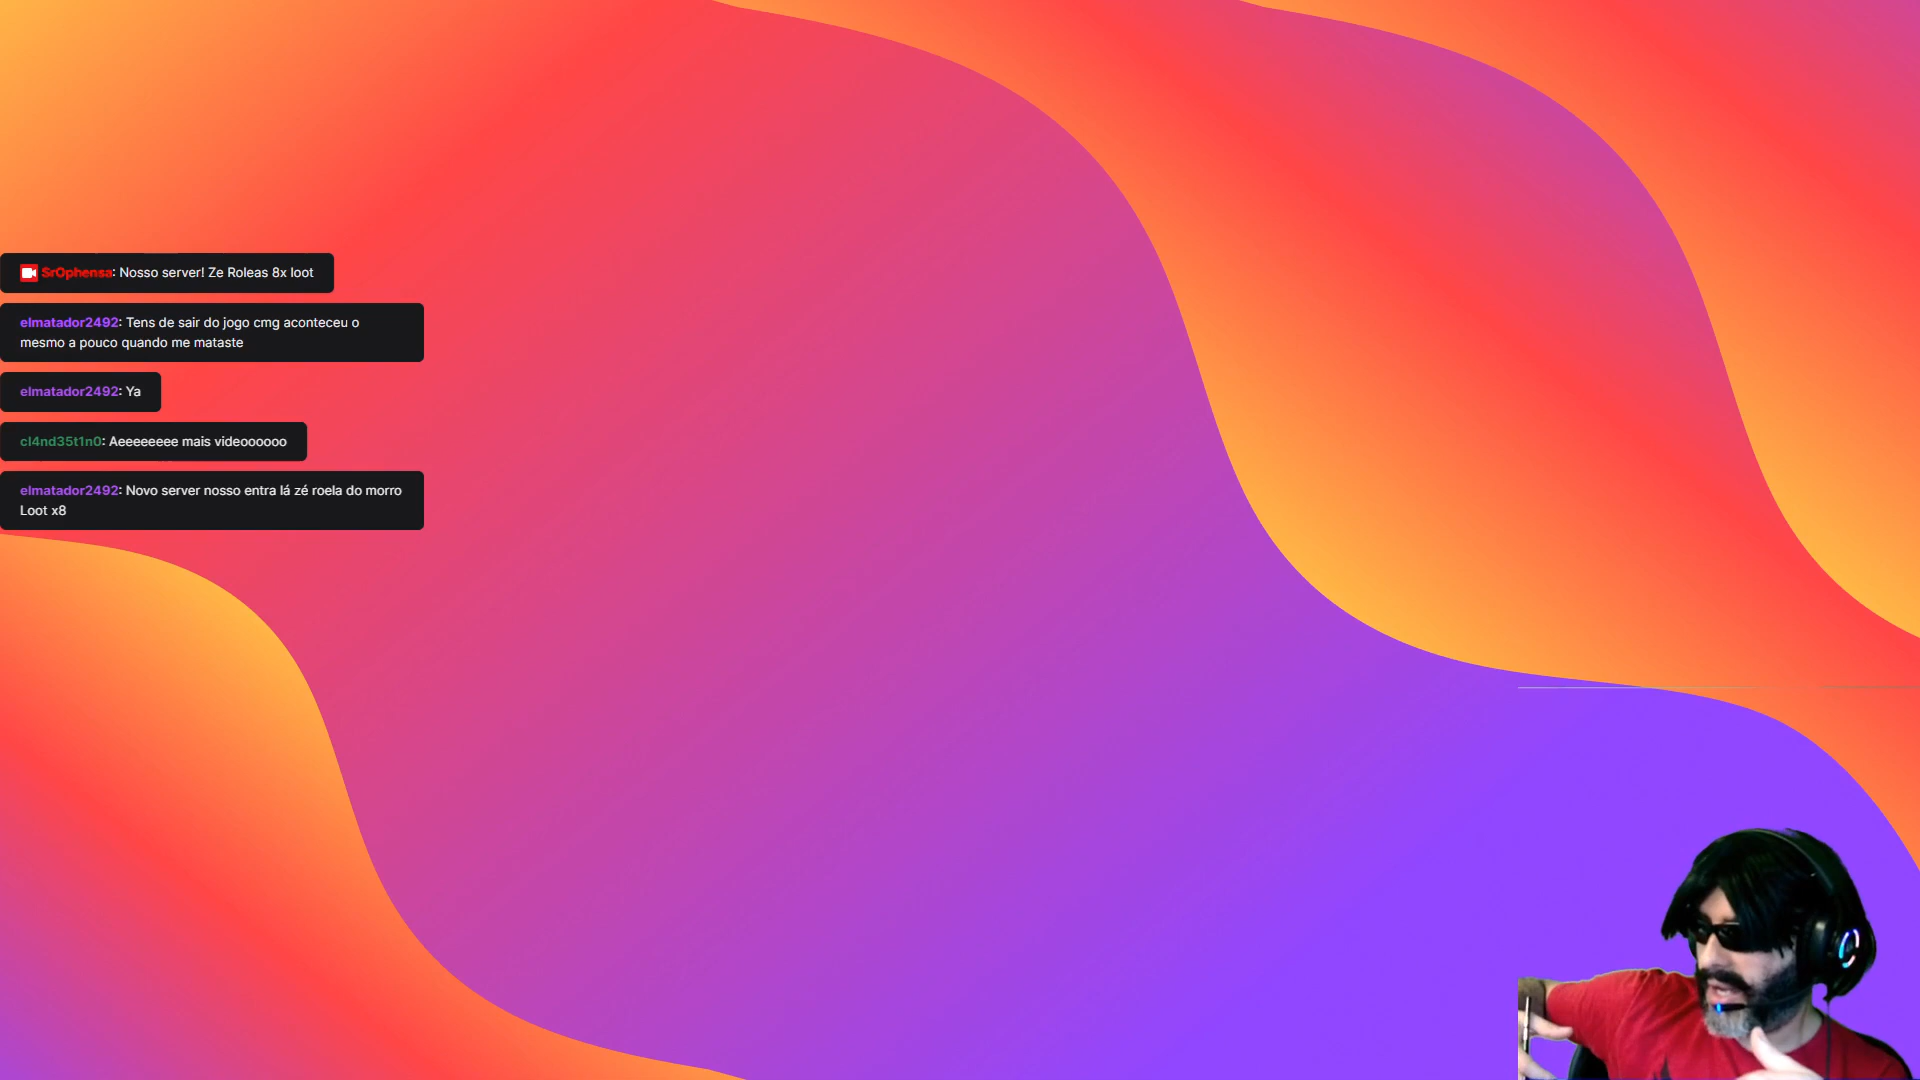 SrOphensa: Nosso server! Ze Roleas 8x loot
elmatador2492: Tens de sair do jogo cmg aconteceu o
mesmo a pouco quando me mataste
elmatador2492: Ya
cl4nd35t1n0: Aeeeeeeee mais videoooooo
elmatador2492: Novo server nosso entra lá zé roela do morro
Loot x8